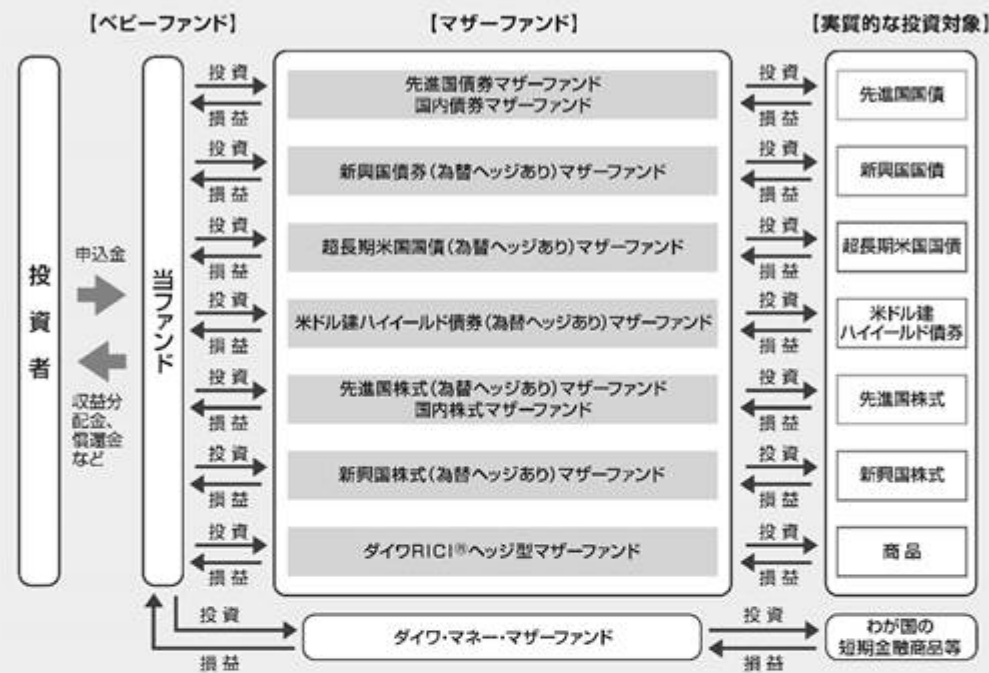 【ベビーファンド】
【マザーファンド】
【実質的な投資対象】
投資者
申込金
収益分
配金、
償還金
など
当ファンド
投資
損益
先進国債券マザーファンド
国内債券マザーファンド
投資
損益
先進国国債
投資
損益
新興国債券(為替ヘッジあり)マザーファンド
投資
損益
新興国国債
投資
損益
超長期米国国債(為替ヘッジあり)マザーファンド
投資
損益
超長期米国国債
投資
損益
米ドル建ハイイールド債券(為替ヘッジあり)マザーファンド
投資
損益
米ドル建
ハイイールド債券
投資
損益
先進国株式(為替ヘッジあり)マザーファンド
国内株式マザーファンド
投資
損益
先進国株式
投資
損益
新興国株式(為替ヘッジあり)マザーファンド
投資
損益
新興国株式
投資
損益
ダイワRICI®ヘッジ型マザーファンド
投資
損益
商品
投資
損益
ダイワ・マネー・マザーファンド
投資
損益
わが国の
短期金融商品等